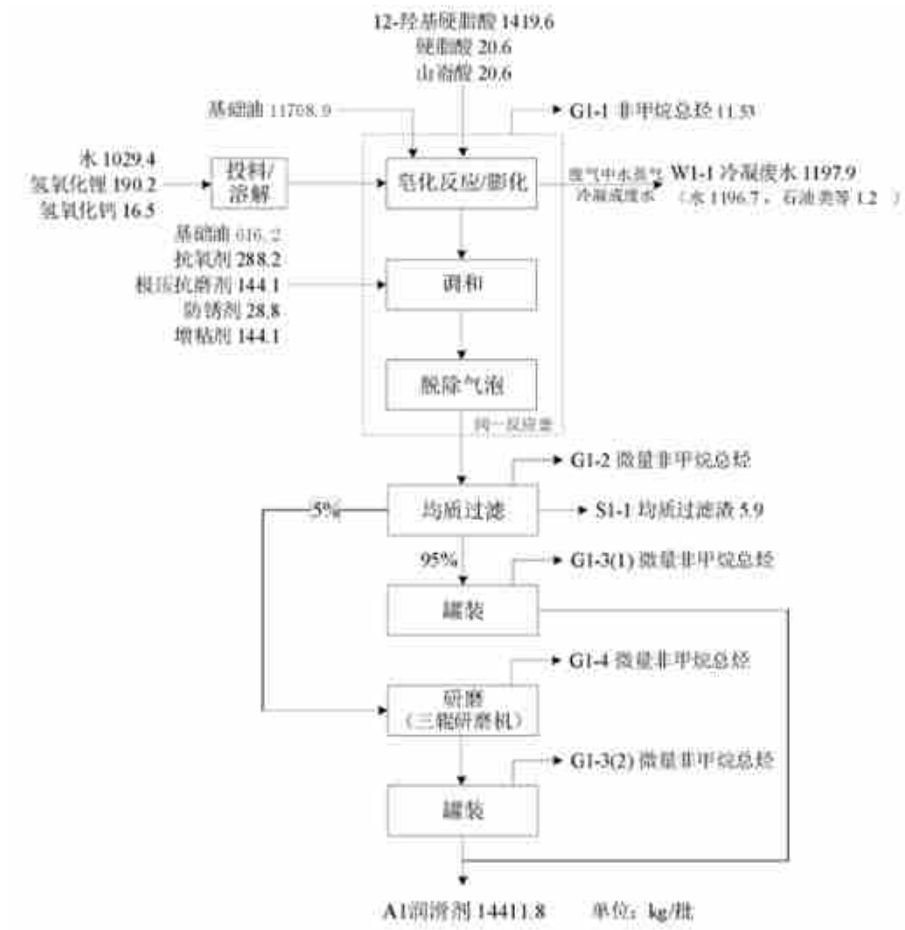 12-羟基硬脂酸 1419.6
硬脂酸 20.6
山嵛酸 20.6
基础油 11708.9
G1-1 非甲烷总烃 11.53
水 1029.4
氢氧化锂 190.2
氢氧化钙 16.5
投料/
溶解
皂化反应/膨化
废气中水蒸气
冷凝成废水
W1-1 冷凝废水 1197.9
（水 1196.7，石油类等 1.2 ）
基础油 616.2
抗氧剂 288.2
极压抗磨剂 144.1
防锈剂 28.8
增粘剂 144.1
调和
脱除气泡
同一反应釜
G1-2 微量非甲烷总烃
5%
均质过滤
S1-1 均质过滤渣 5.9
95%
G1-3(1) 微量非甲烷总烃
罐装
G1-4 微量非甲烷总烃
研磨
（三辊研磨机）
G1-3(2) 微量非甲烷总烃
罐装
A1润滑剂 14411.8
单位：kg/批